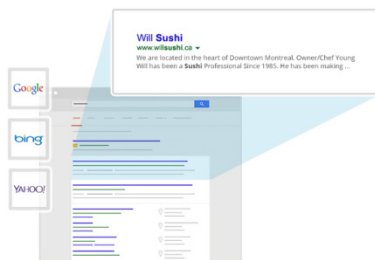 Will Sushi
www.willsushi.ca
We are located in the heart of Downtown Montreal. Owner/Chef Young
Will has been a Sushi Professional Since 1985. He has been making ...
Google
bing
YAHOO!